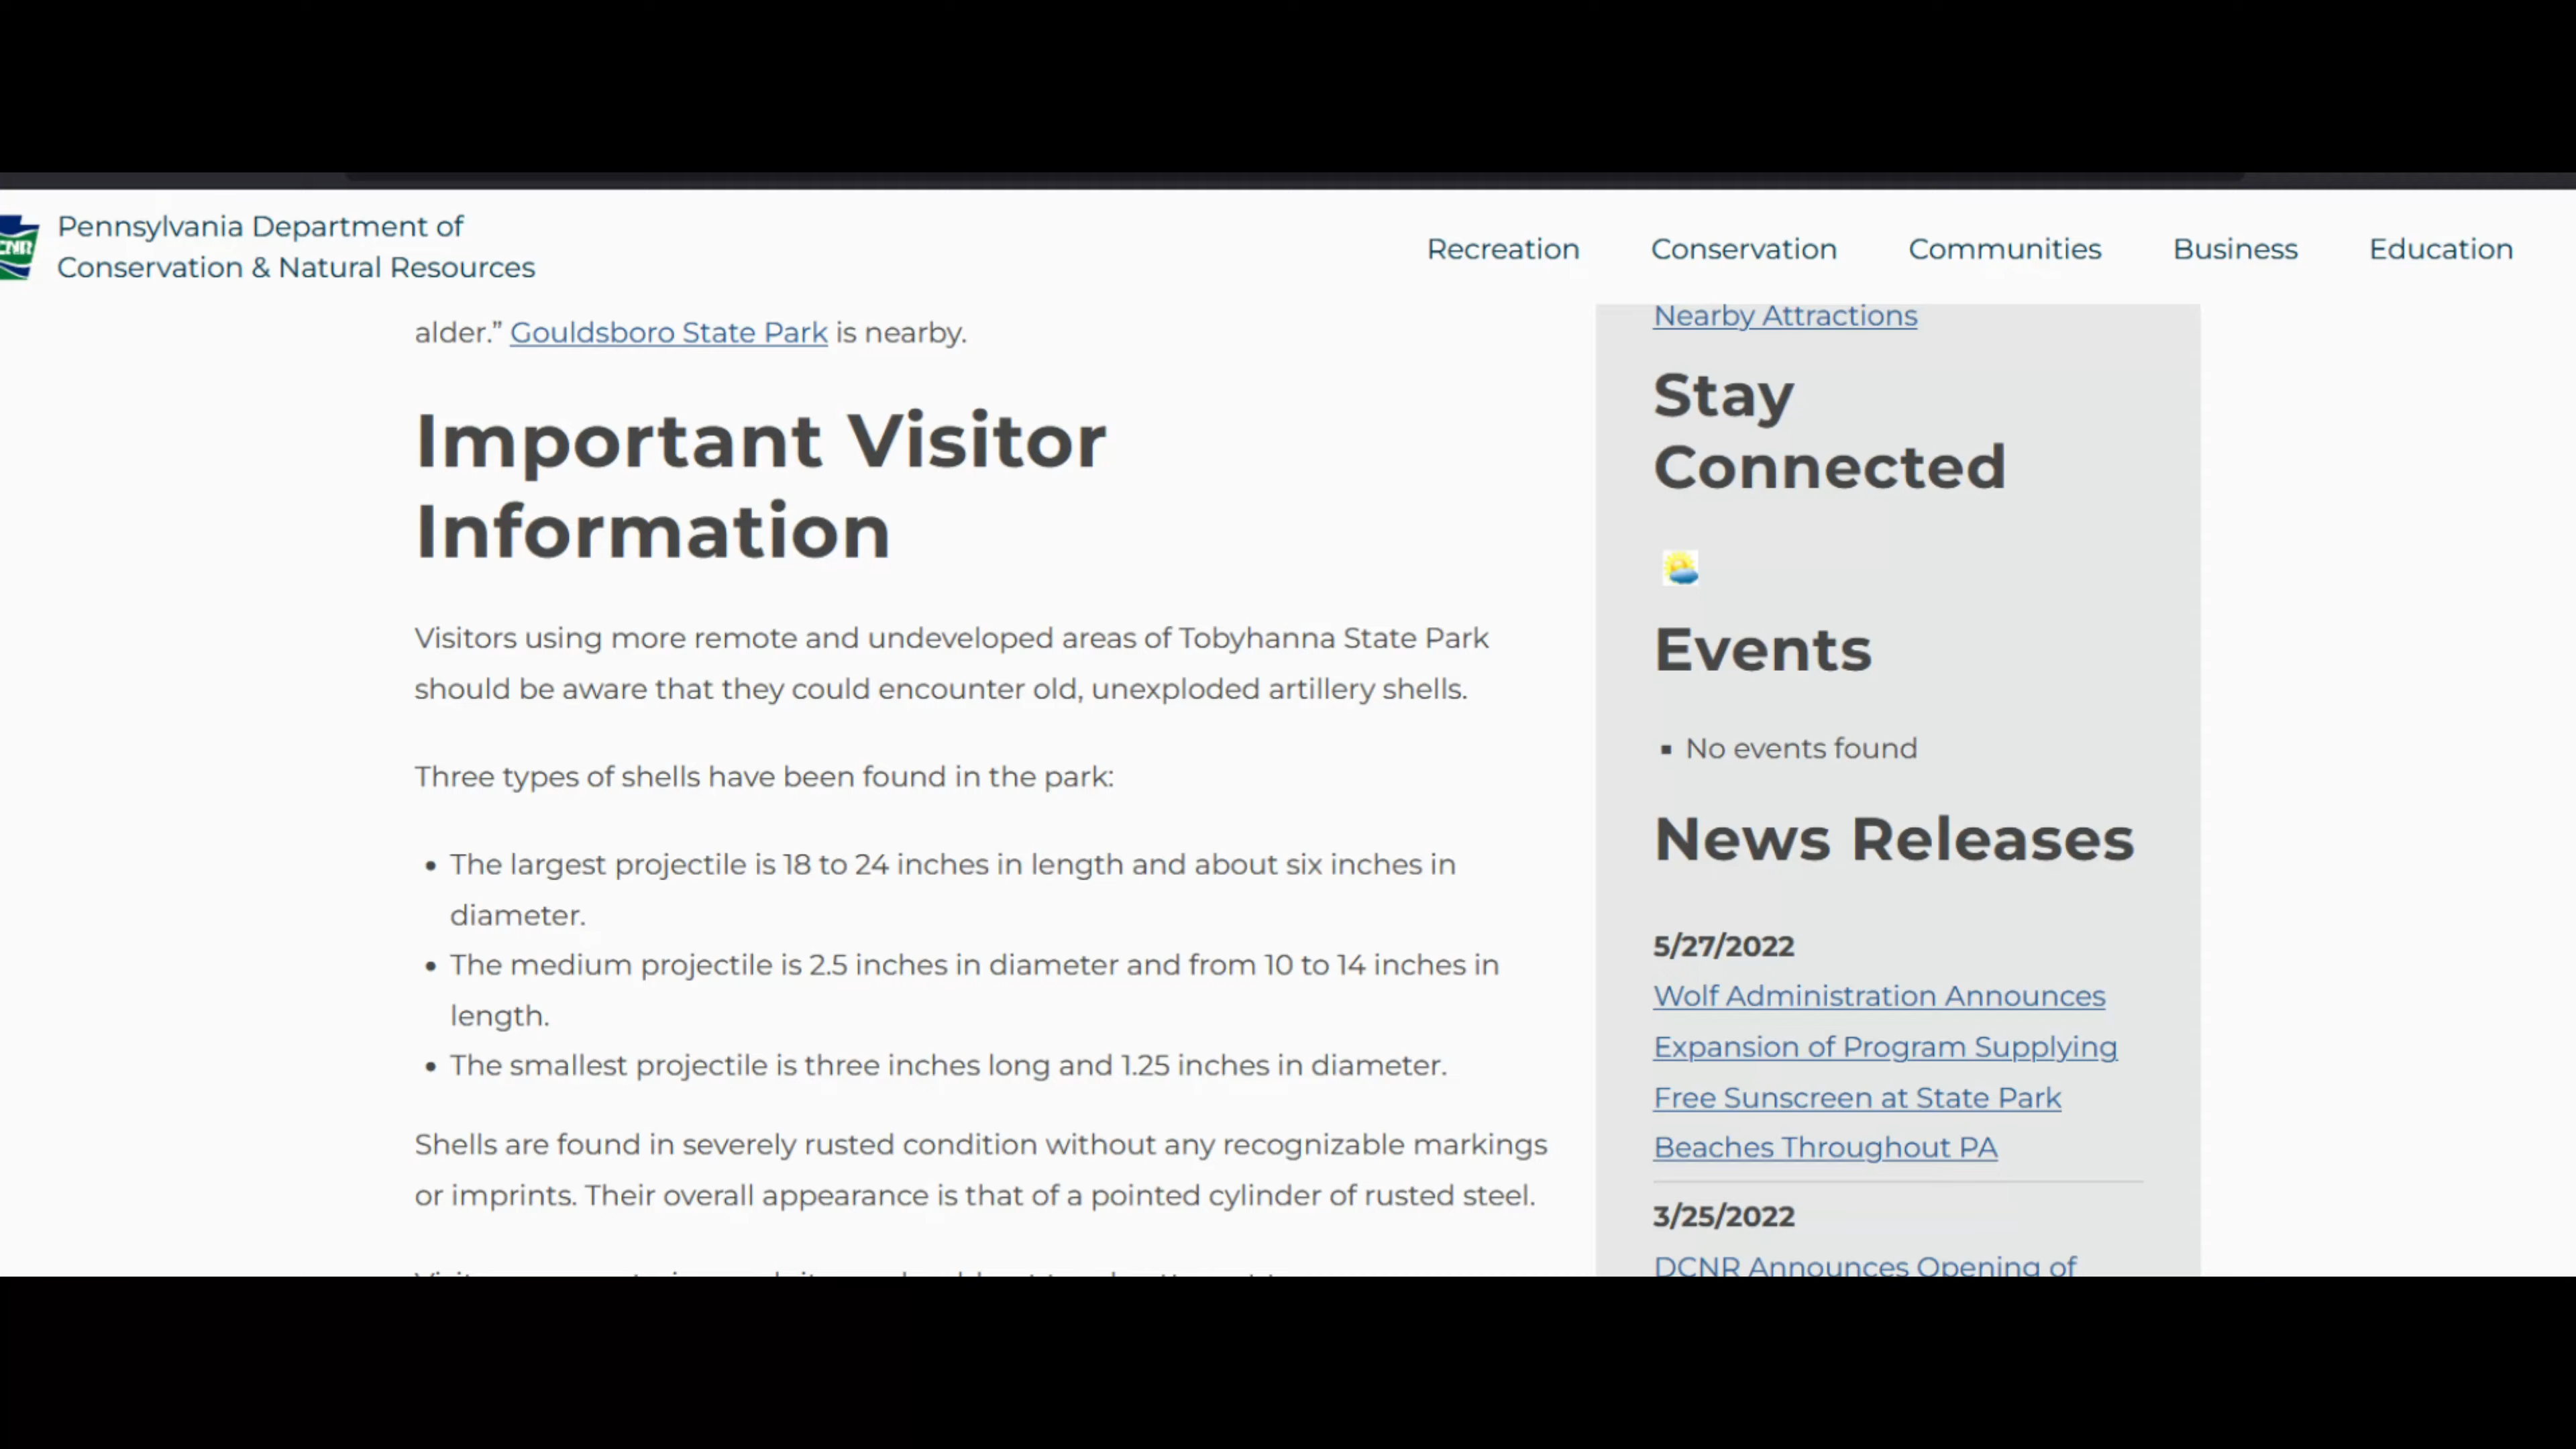 CNR
Pennsylvania Department of
Conservation & Natural Resources
Recreation
Conservation
Communities
Business
Education
alder.” Gouldsboro State Park is nearby.
Important Visitor
Information
Visitors using more remote and undeveloped areas of Tobyhanna State Park
should be aware that they could encounter old, unexploded artillery shells.
Three types of shells have been found in the park:
• The largest projectile is 18 to 24 inches in length and about six inches in
diameter.
• The medium projectile is 2.5 inches in diameter and from 10 to 14 inches in
length.
• The smallest projectile is three inches long and 1.25 inches in diameter.
Shells are found in severely rusted condition without any recognizable markings
or imprints. Their overall appearance is that of a pointed cylinder of rusted steel.
Nearby Attractions
Stay
Connected
Events
▪ No events found
News Releases
5/27/2022
Wolf Administration Announces
Expansion of Program Supplying
Free Sunscreen at State Park
Beaches Throughout PA
3/25/2022
DCNR Announces Opening of